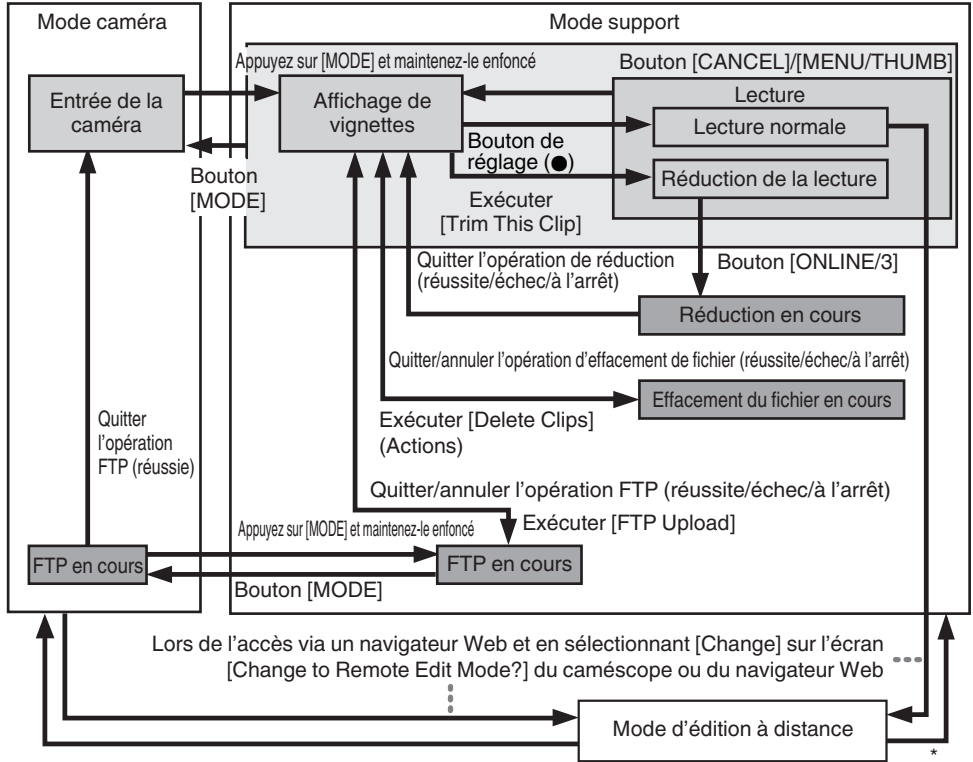 Mode caméra
Mode support
Appuyez sur [MODE] et maintenez-le enfoncé
Bouton [CANCEL]/[MENU/THUMB]
Entrée de la
caméra
Affichage de
vignettes
Lecture
Lecture normale
Bouton de
réglage (●)
Bouton
[MODE]
Réduction de la lecture
Exécuter
[Trim This Clip]
Quitter l'opération de réduction
(réussite/échec/à l'arrêt)
Bouton [ONLINE/3]
Réduction en cours
Quitter/annuler l'opération d'effacement de fichier (réussite/échec/à l'arrêt)
Effacement du fichier en cours
Exécuter [Delete Clips]
(Actions)
Quitter
l'opération
FTP (réussie)
Quitter/annuler l'opération FTP (réussite/échec/à l'arrêt)
Exécuter [FTP Upload]
Appuyez sur [MODE] et maintenez-le enfoncé
FTP en cours
FTP en cours
Bouton [MODE]
Lors de l'accès via un navigateur Web et en sélectionnant [Change] sur l'écran
[Change to Remote Edit Mode?] du caméscope ou du navigateur Web
Mode d'édition à distance
*